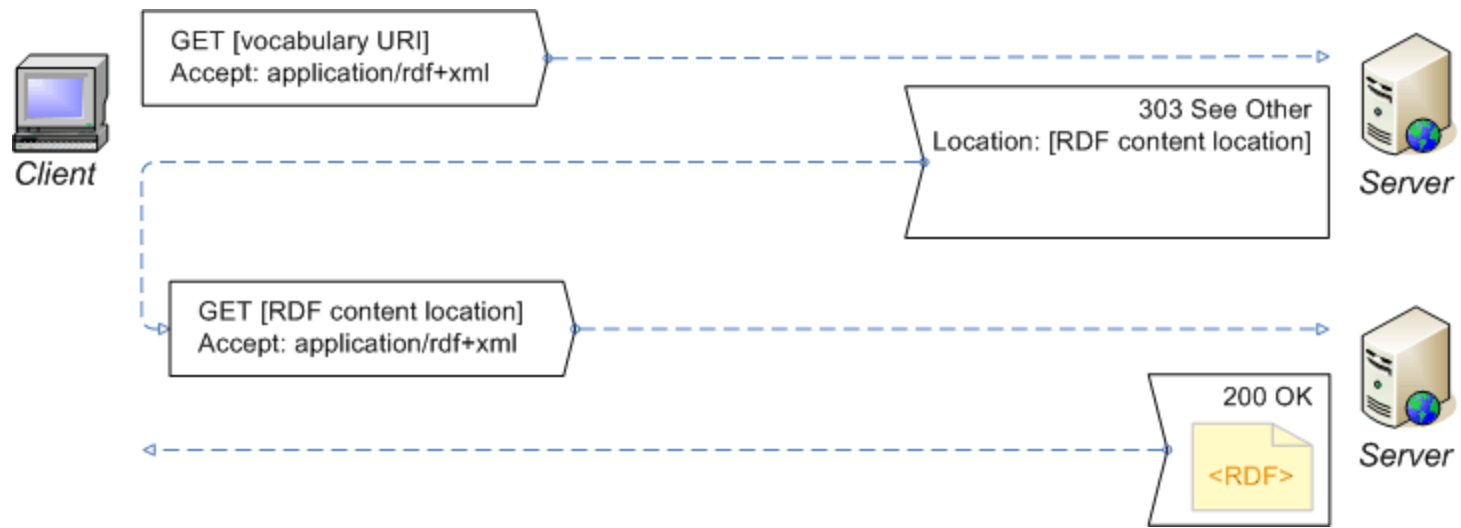 GET [vocabulary URI]
Accept: application/rdf+xml
Client
303 See Other
Location: [RDF content location]
Server
GET [RDF content location]
Accept: application/rdf+xml
200 OK
<RDF>
Server